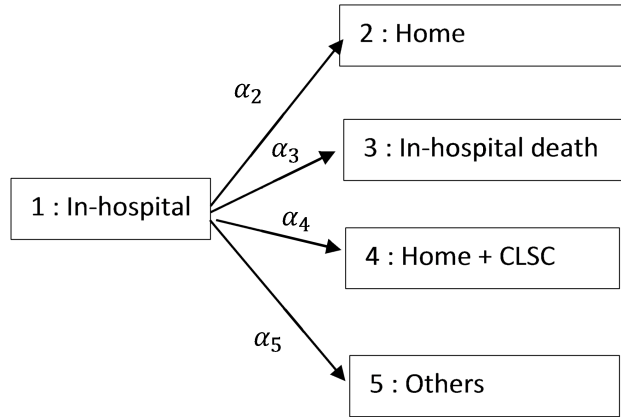 2 : Home
α₂
3 : In-hospital death
α₃
1 : In-hospital
α₄
4 : Home + CLSC
α₅
5 : Others